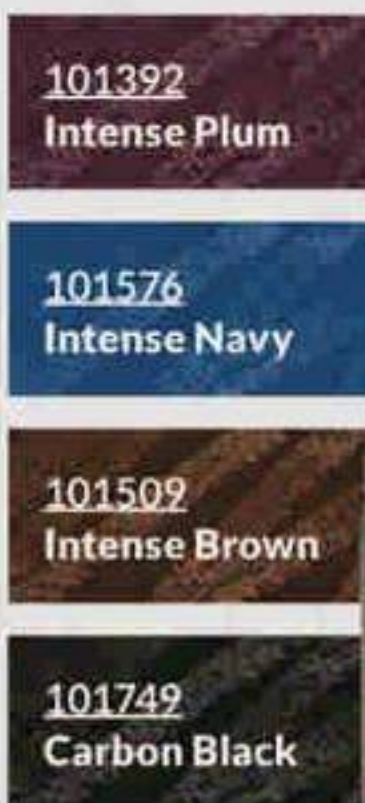 101392
Intense Plum
101576
Intense Navy
101509
Intense Brown
101749
Carbon Black